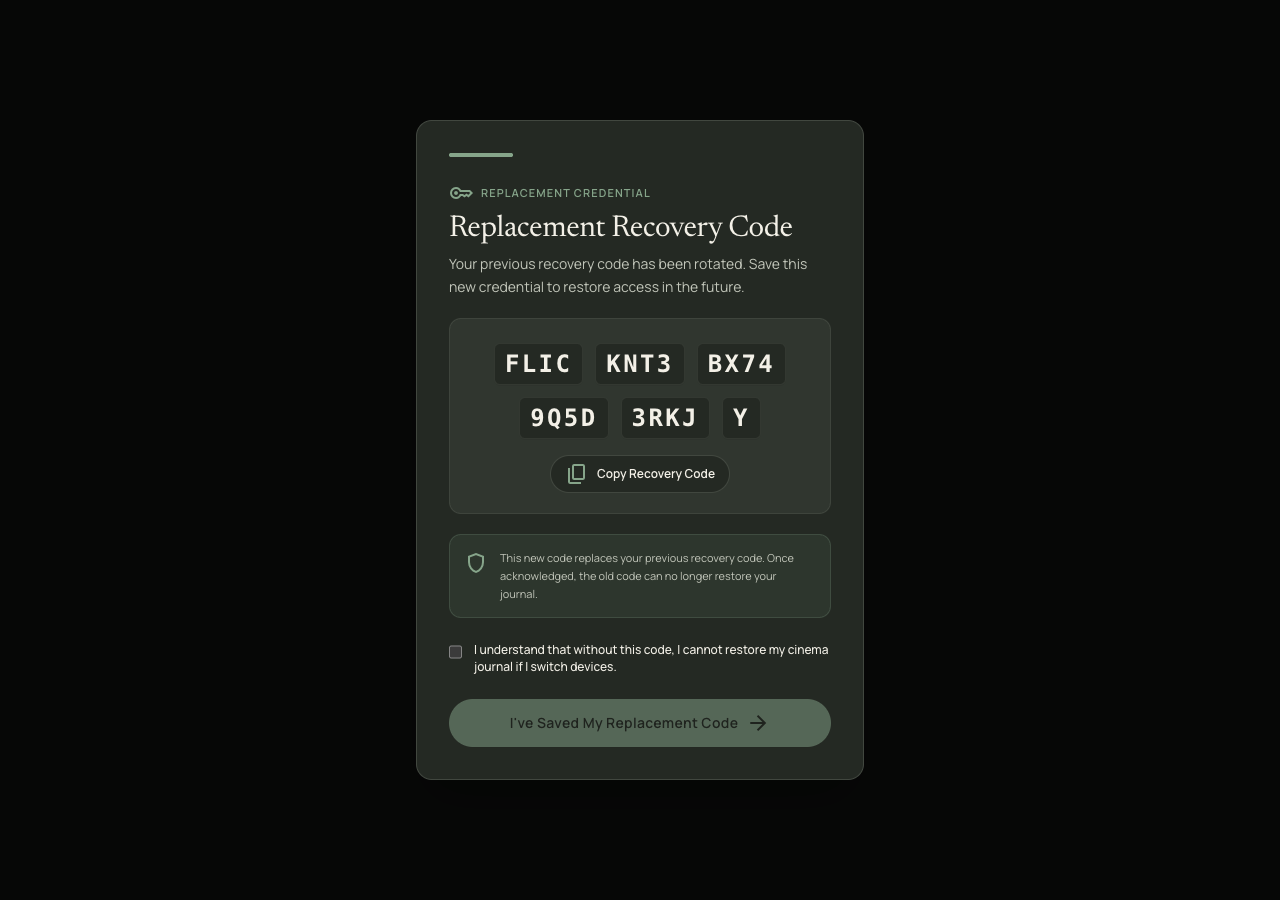 REPLACEMENT CREDENTIAL
Replacement Recovery Code
Your previous recovery code has been rotated. Save this
new credential to restore access in the future.
FLIC KNT3 BX74
9Q5D 3RKJ Y
Copy Recovery Code
This new code replaces your previous recovery code. Once
acknowledged, the old code can no longer restore your
journal.
I understand that without this code, I cannot restore my cinema
journal if I switch devices.
I've Saved My Replacement Code